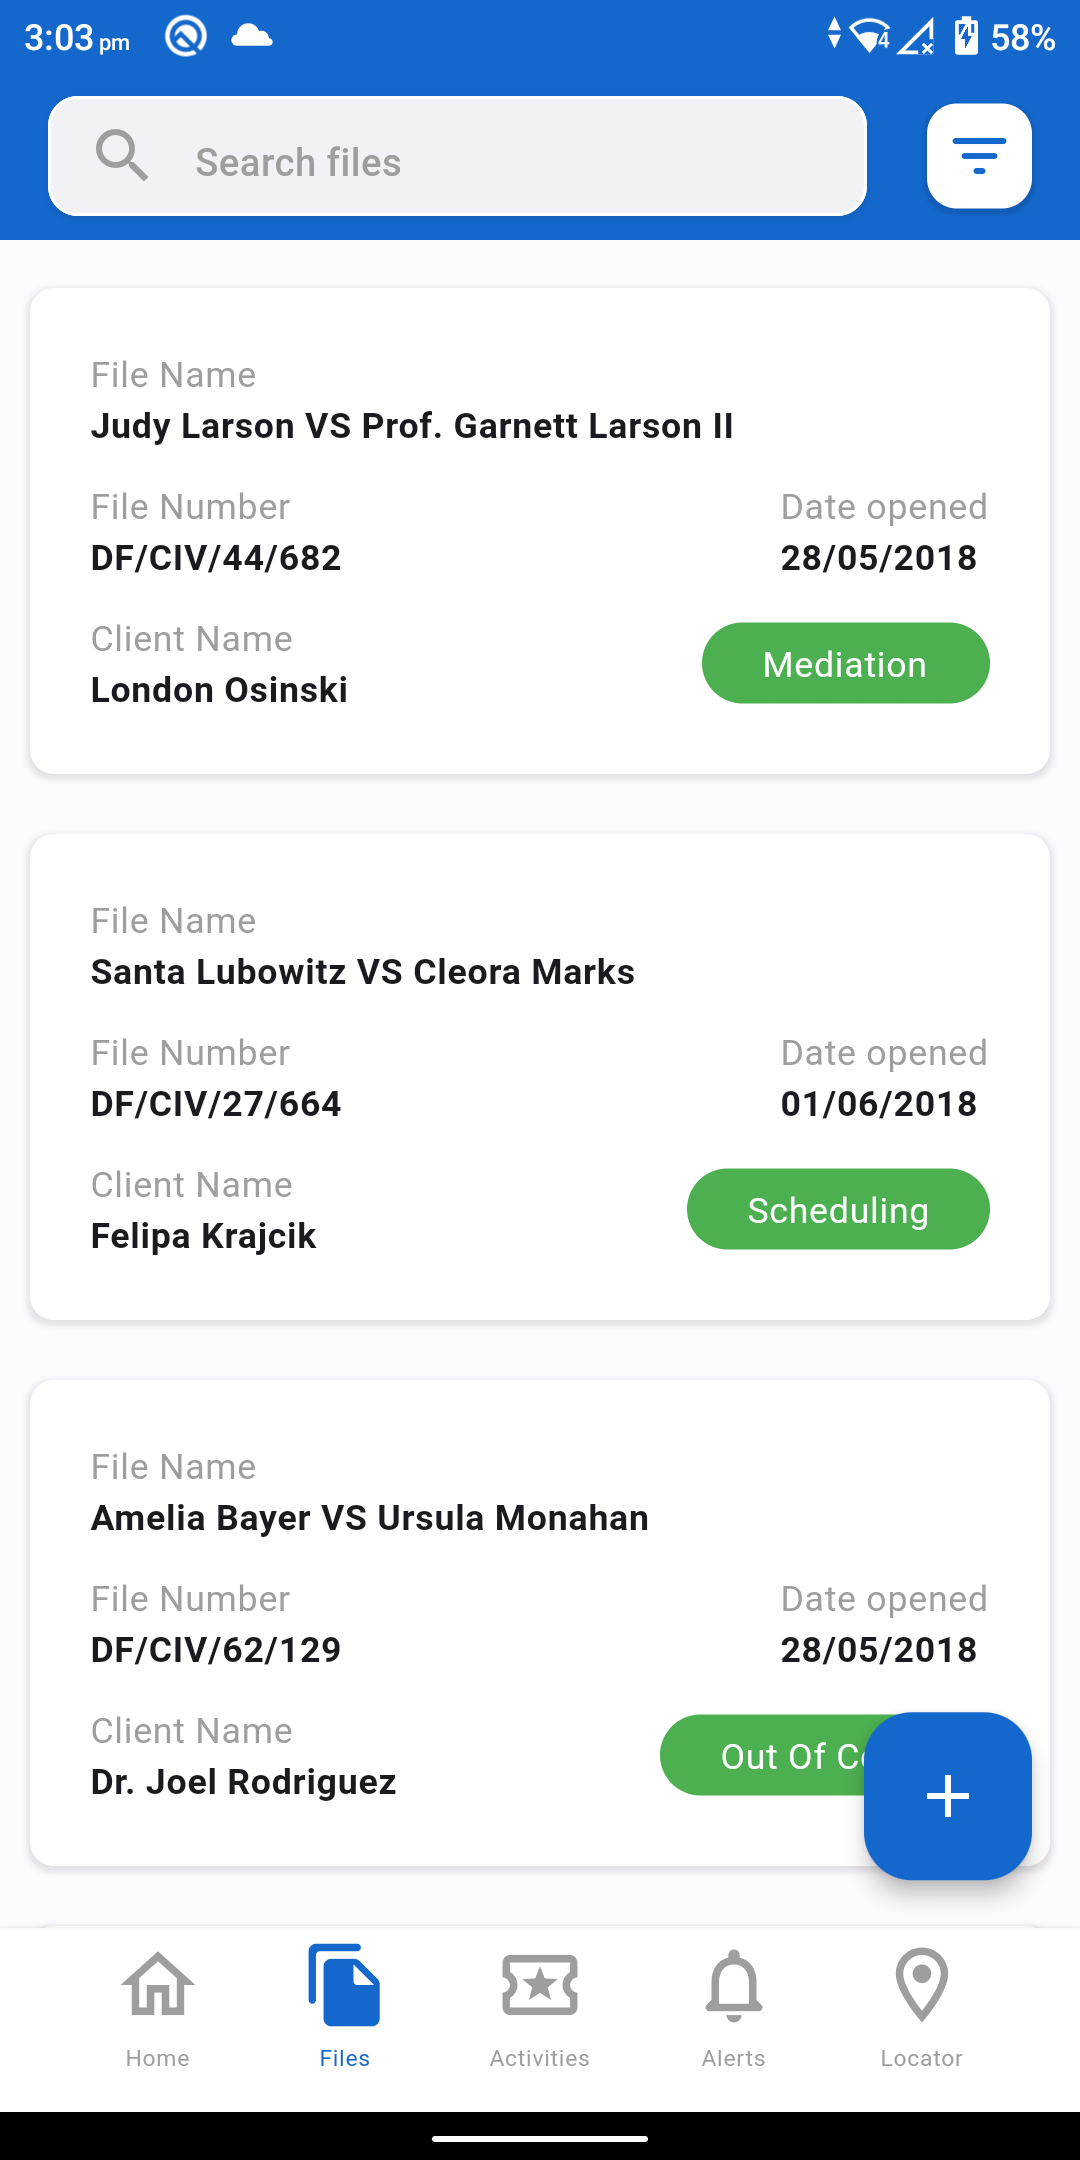 3:03 pm 4 58%
Search files
File Name
Judy Larson VS Prof. Garnett Larson II
File Number Date opened
DF/CIV/44/682 28/05/2018
Client Name
London Osinski
Mediation
File Name
Santa Lubowitz VS Cleora Marks
File Number Date opened
DF/CIV/27/664 01/06/2018
Client Name
Felipa Krajcik
Scheduling
File Name
Amelia Bayer VS Ursula Monahan
File Number Date opened
DF/CIV/62/129 28/05/2018
Client Name
Dr. Joel Rodriguez
Out Of
Home Files Activities Alerts Locator